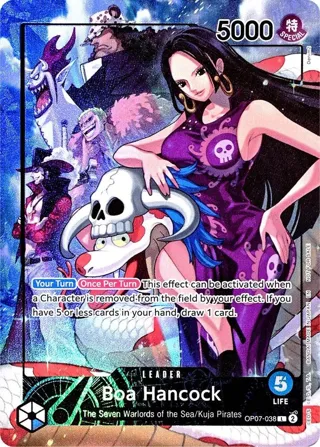 5000
特
SPECIAL
Your Turn Once Per Turn This effect can be activated when
a Character is removed from the field by your effect. If you
have 5 or less cards in your hand, draw 1 card.
LEADER
Boa Hancock
5
LIFE
The Seven Warlords of the Sea/Kuja Pirates
OP07-038 L 2